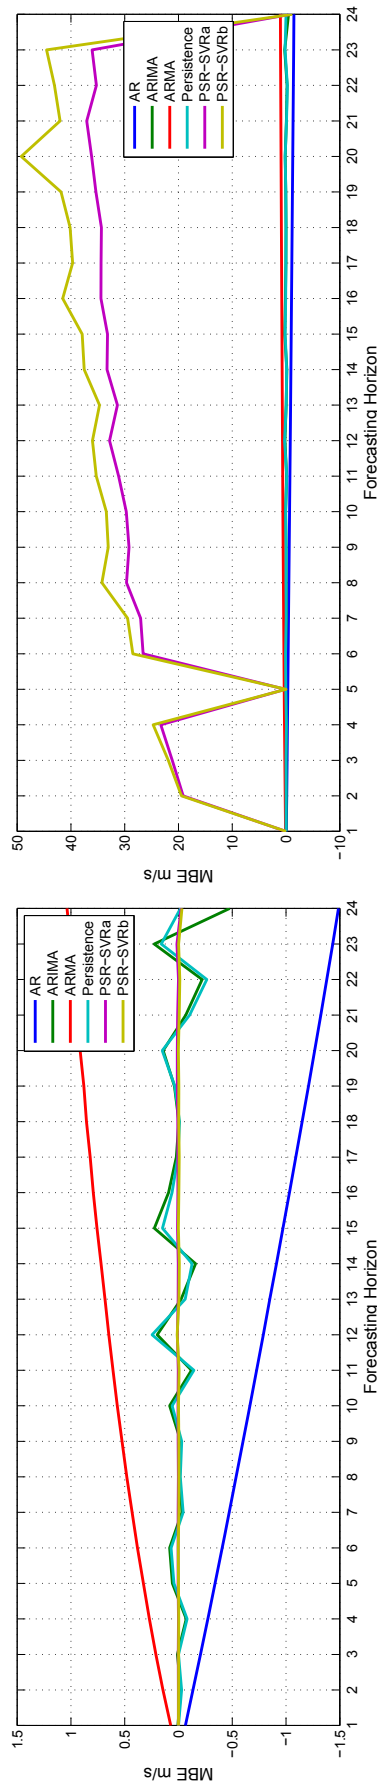 50
40
30
20
10
0
−10
MBE m/s
1 2 3 4 5 6 7 8 9 10 11 12 13 14 15 16 17 18 19 20 21 22 23 24
Forecasting Horizon
AR
ARIMA
ARMA
Persistence
PSR−SVRa
PSR−SVRb
1.5
1
0.5
0
−0.5
−1
−1.5
MBE m/s
1 2 3 4 5 6 7 8 9 10 11 12 13 14 15 16 17 18 19 20 21 22 23 24
Forecasting Horizon
AR
ARIMA
ARMA
Persistence
PSR−SVRa
PSR−SVRb